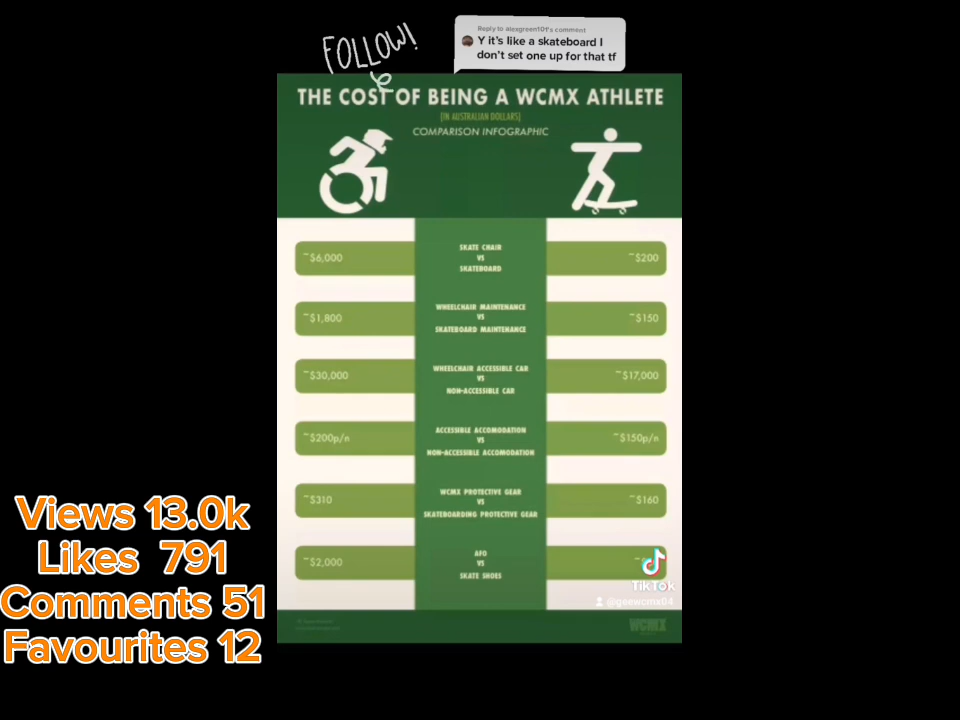 FOLLOW!
Reply to
comment
Y it's like a skateboard I
don't set one up for that tf
THE COST OF BEING A WCMX ATHLETE
[IN AUSTRALIAN DOLLARS]
COMPARISON INFOGRAPHIC
~$6,000
SKATE CHAIR
VS
SKATEBOARD
~$200
~$1,800
WHEELCHAIR MAINTENANCE
VS
SKATEBOARD MAINTENANCE
~$150
~$30,000
WHEELCHAIR ACCESSIBLE CAR
VS
NON-ACCESSIBLE CAR
~$17,000
~$200p/n
ACCESSIBLE ACCOMODATION
VS
NON-ACCESSIBLE ACCOMODATION
~$150p/n
~$310
WCMX PROTECTIVE GEAR
VS
SKATEBOARDING PROTECTIVE GEAR
~$160
~$2,000
AFO
VS
SKATE SHOES
TikTok
@geewcmx04
WCMX
Views 13.0k
Likes 791
Comments 51
Favourites 12